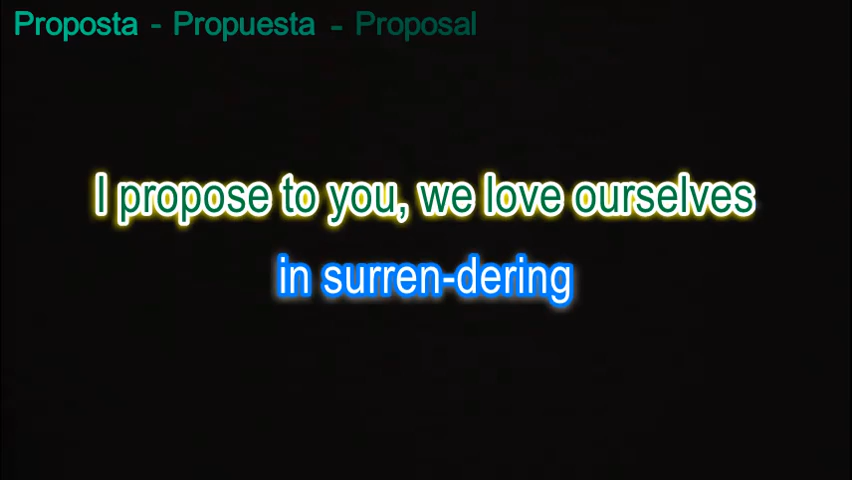 Proposta - Propuesta - Proposal
I propose to you, we love ourselves
in surren-dering